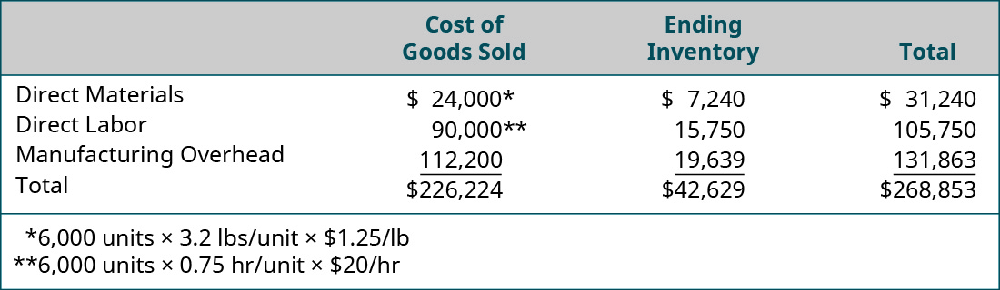 Cost of Goods Sold Ending Inventory Total
Direct Materials $ 24,000* $ 7,240 $ 31,240
Direct Labor 90,000** 15,750 105,750
Manufacturing Overhead 112,200 19,639 131,863
Total $226,224 $42,629 $268,853
*6,000 units × 3.2 lbs/unit × $1.25/lb
**6,000 units × 0.75 hr/unit × $20/hr